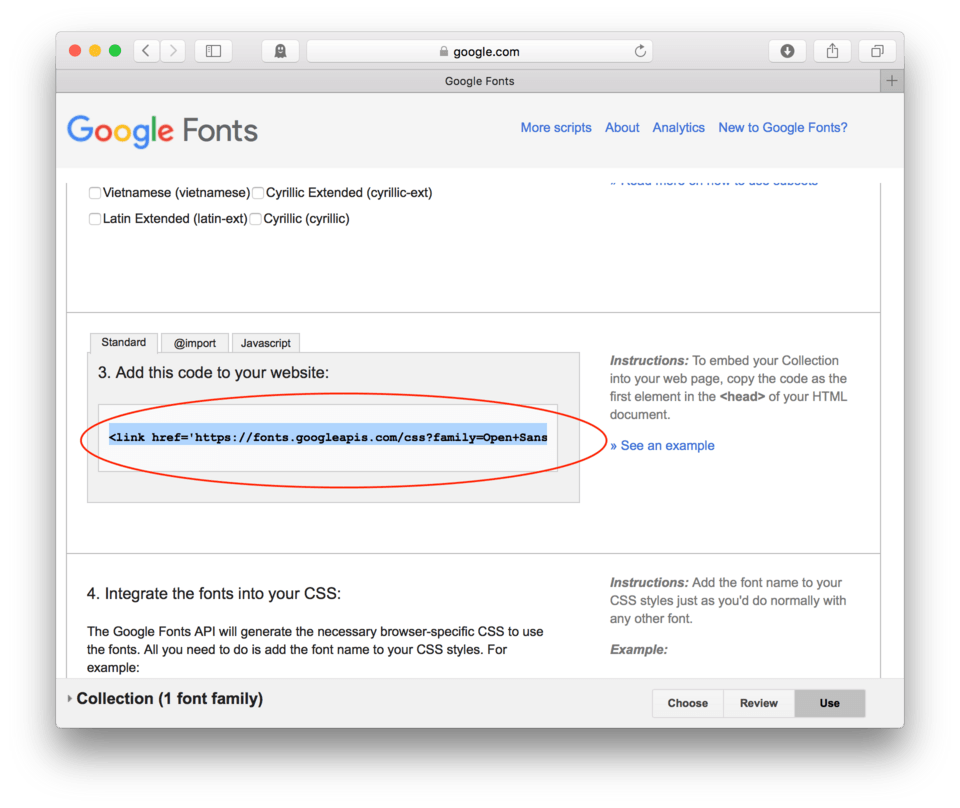 google.com
Google Fonts
Google Fonts
More scripts About Analytics New to Google Fonts?
Vietnamese (vietnamese) Cyrillic Extended (cyrillic-ext)
» Read more on how to use subsets
Latin Extended (latin-ext) Cyrillic (cyrillic)
Standard @import Javascript
3. Add this code to your website:
<link href='https://fonts.googleapis.com/css?family=Open+Sans
Instructions: To embed your Collection
into your web page, copy the code as the
first element in the <head> of your HTML
document.
» See an example
4. Integrate the fonts into your CSS:
The Google Fonts API will generate the necessary browser-specific CSS to use
the fonts. All you need to do is add the font name to your CSS styles. For
example:
Instructions: Add the font name to your
CSS styles just as you'd do normally with
any other font.
Example:
Collection (1 font family)
Choose Review Use